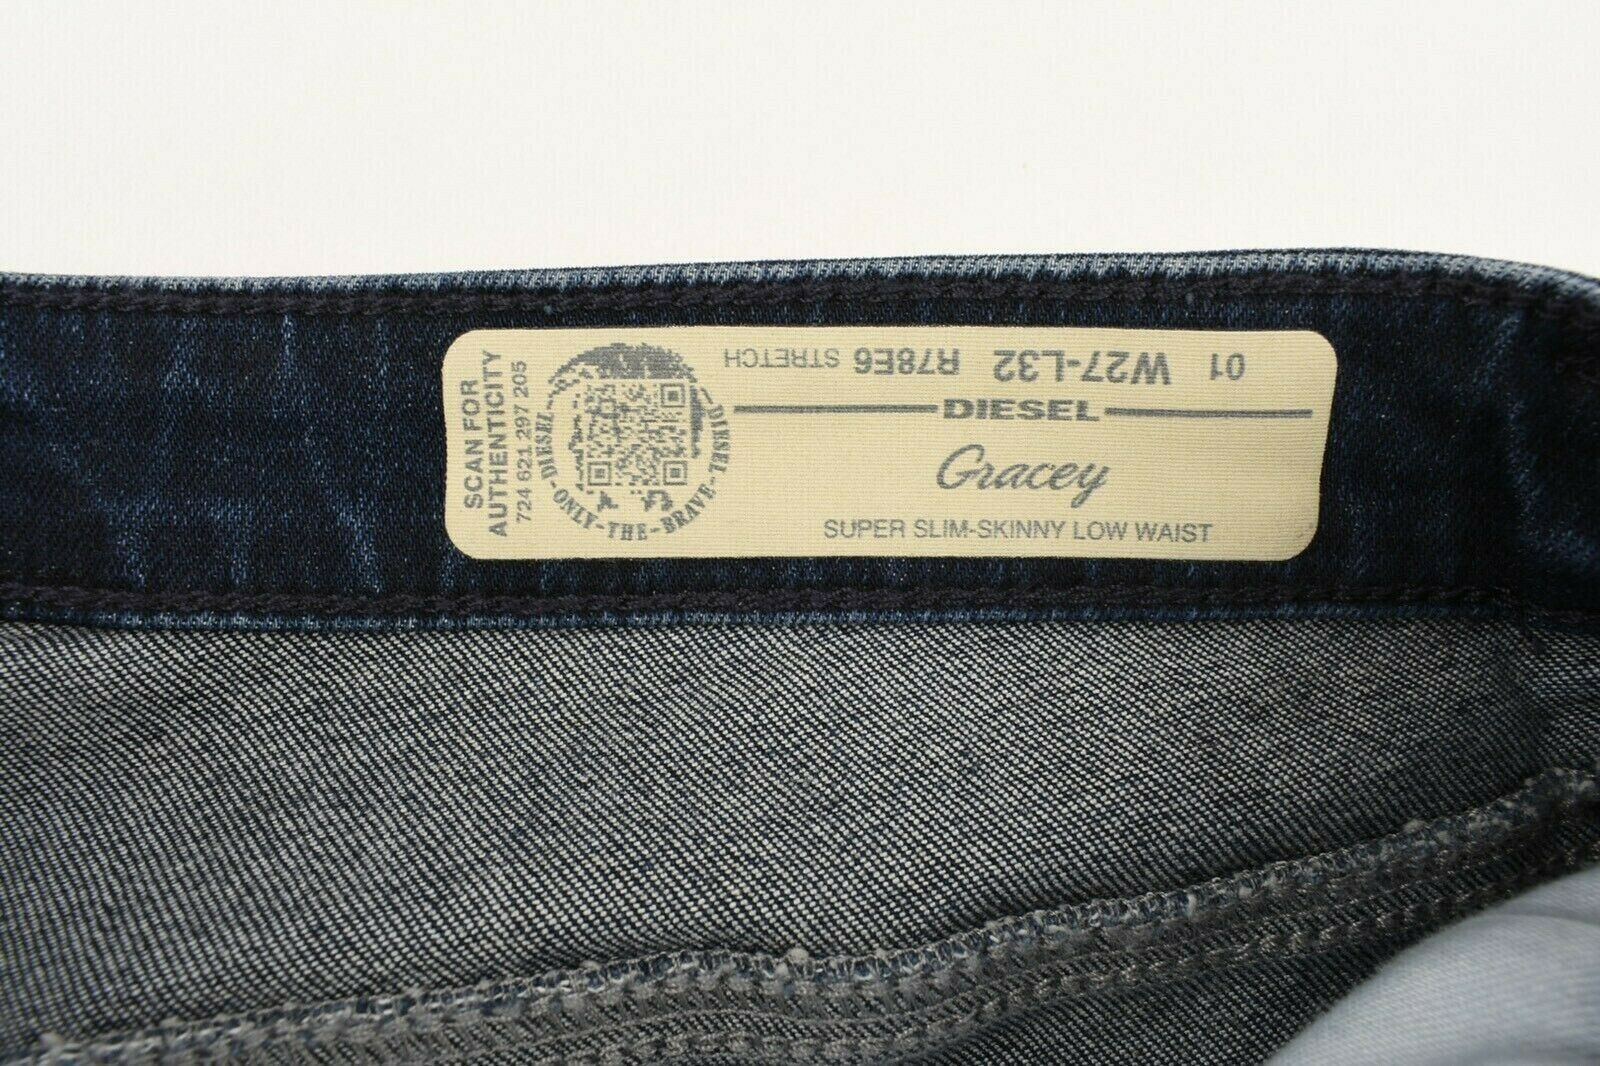 SCAN FOR
AUTHENTICITY
724 621 297 205
DIESEL-ONLY-THE-BRAVE-DIESEL
01 W27-L32 R78E6 STRETCH
DIESEL
Gracey
SUPER SLIM-SKINNY LOW WAIST